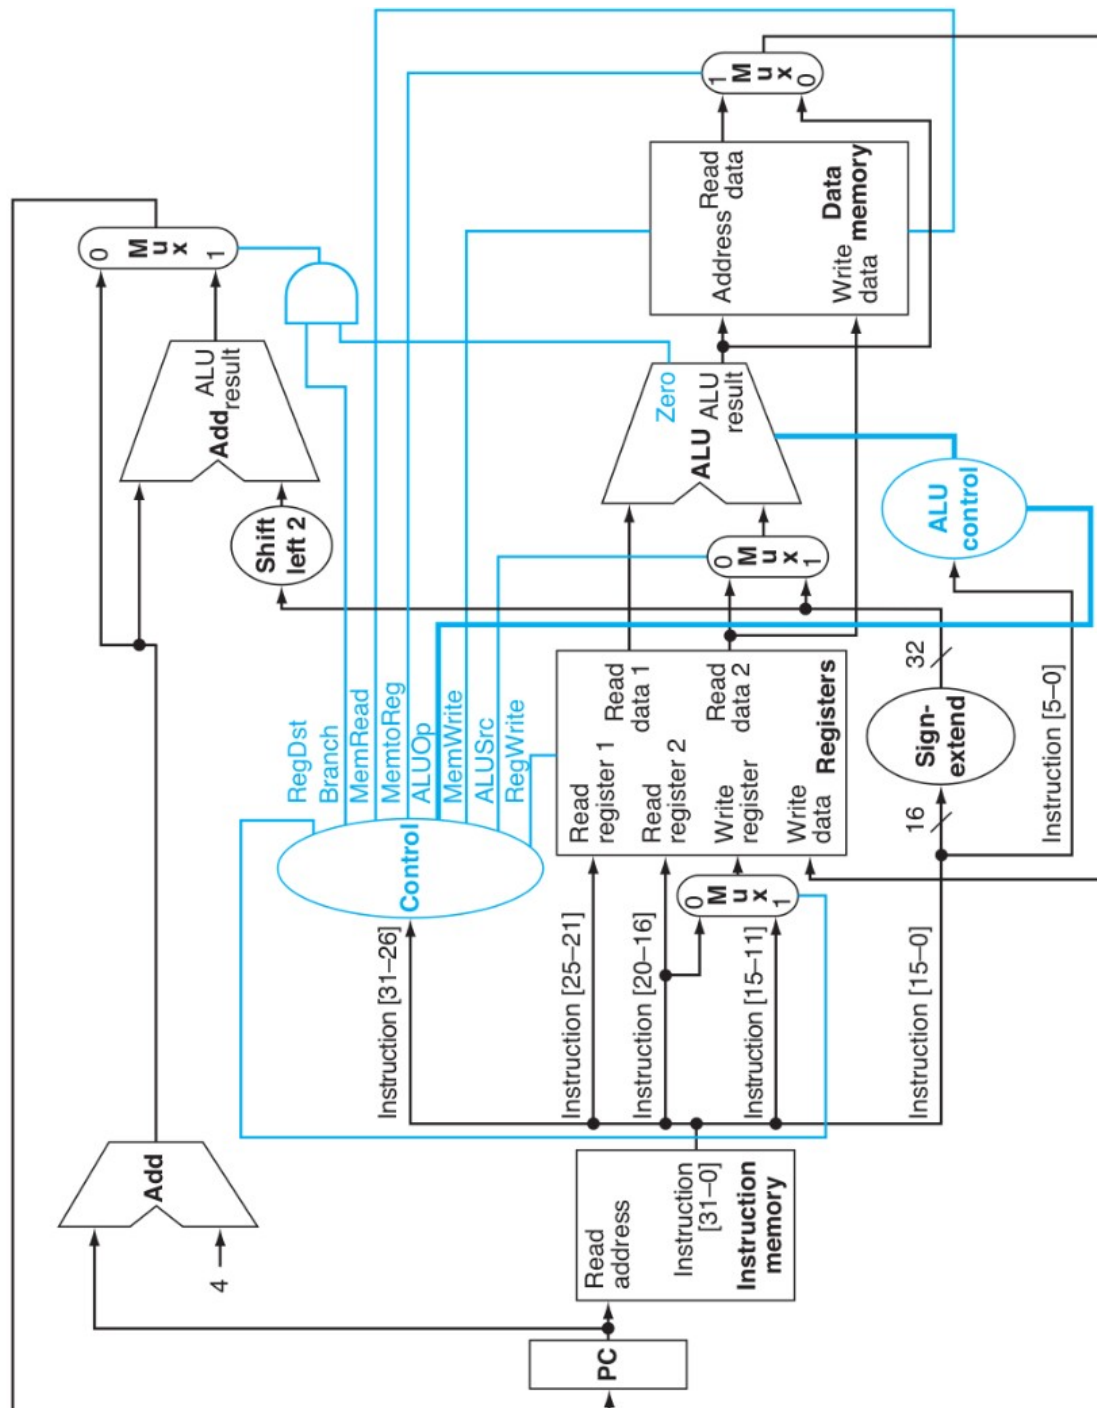 PC
4
Add
Read
address
Instruction
[31–0]
Instruction
memory
Instruction [31–26]
Instruction [25–21]
Instruction [20–16]
Instruction [15–11]
Instruction [15–0]
Control
RegDst
Branch
MemRead
MemtoReg
ALUOp
MemWrite
ALUSrc
RegWrite
0
M
u
x
1
Read
register 1
Read
register 2
Write
register
Write
data
Read
data 1
Read
data 2
Registers
16
Sign-
extend
32
Instruction [5–0]
Shift
left 2
Add
ALU
result
0
M
u
x
1
0
M
u
x
1
Zero
ALU
ALU
result
ALU
control
Address
Read
data
Write
data
Data
memory
1
M
u
x
0